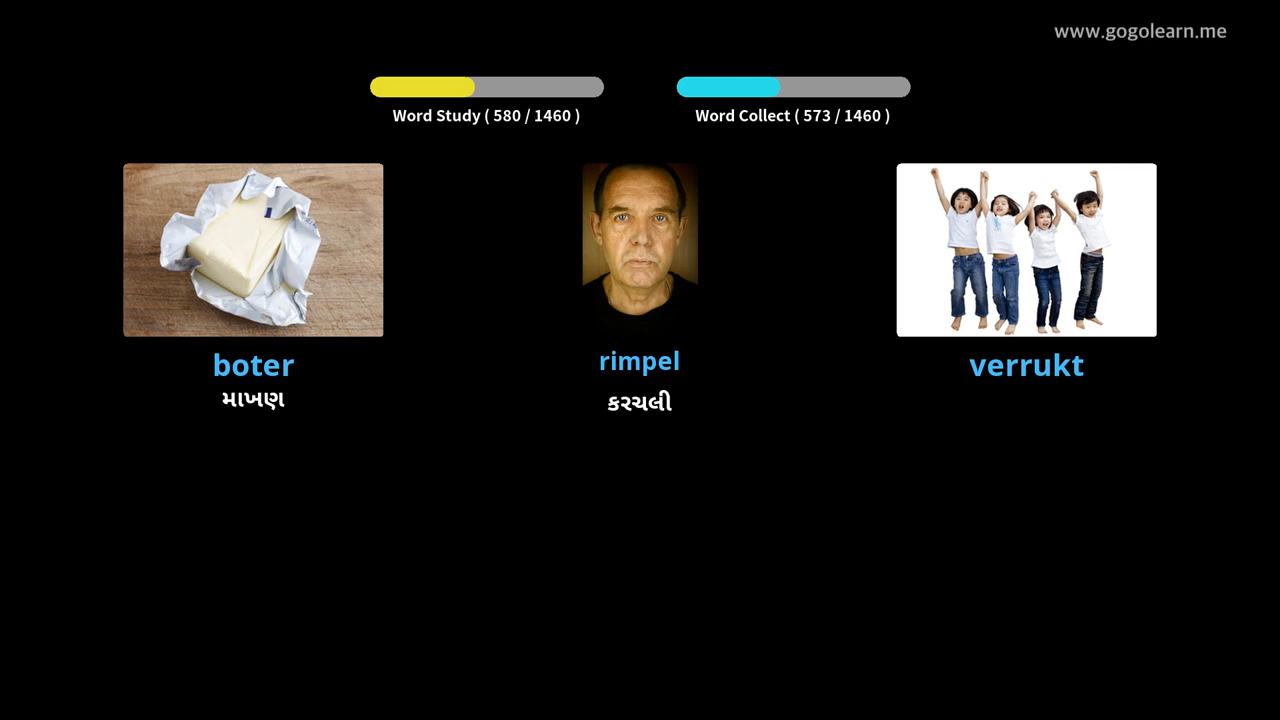 www.gogolearn.me
Word Study ( 580 / 1460 )
Word Collect ( 573 / 1460 )
boter
માખણ
rimpel
કરચલી
verrukt